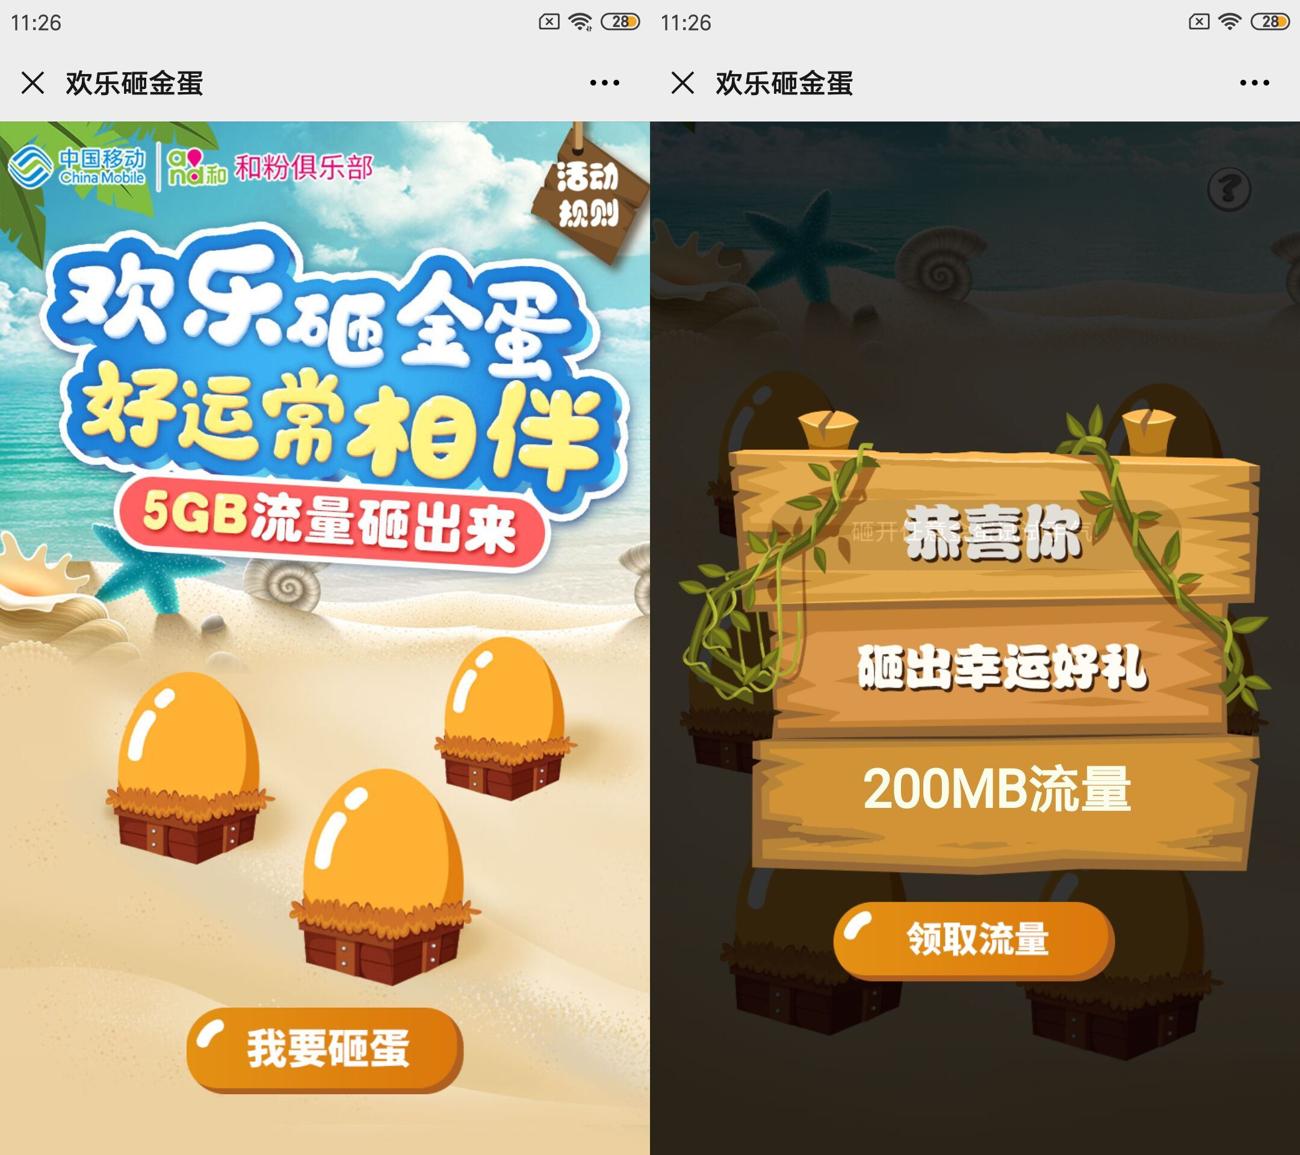 11:26
28
欢乐砸金蛋
中国移动
China Mobile
and和
和粉俱乐部
活动
规则
欢乐砸金蛋
好运常相伴
5GB流量砸出来
我要砸蛋
11:26
28
欢乐砸金蛋
?
恭喜你
砸出幸运好礼
200MB流量
领取流量